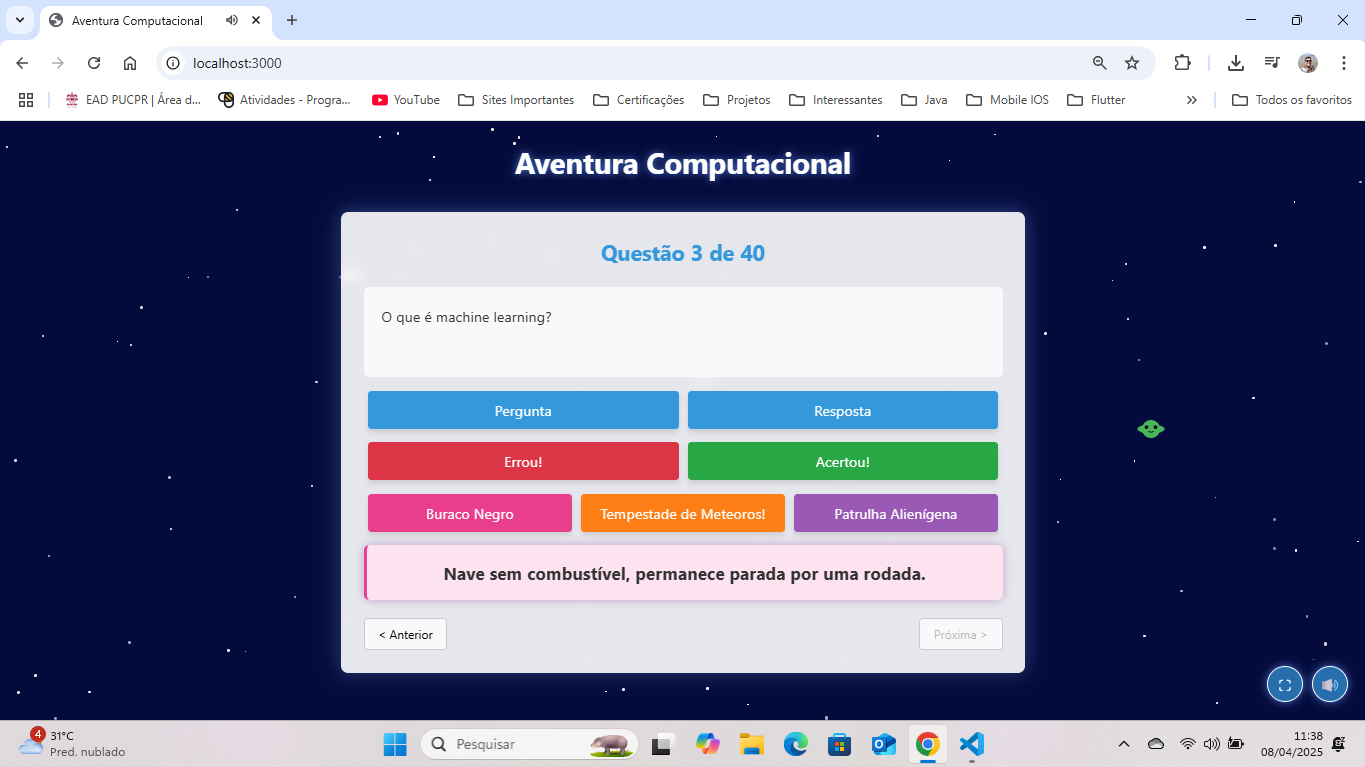 Aventura Computacional
localhost:3000
EAD PUCPR | Área d...
Atividades - Progra...
YouTube
Sites Importantes
Certificações
Projetos
Interessantes
Java
Mobile IOS
Flutter
»
Todos os favoritos
Aventura Computacional
Questão 3 de 40
O que é machine learning?
Pergunta
Resposta
Errou!
Acertou!
Buraco Negro
Tempestade de Meteoros!
Patrulha Alienígena
Nave sem combustível, permanece parada por uma rodada.
< Anterior
Próxima >
4
31°C
Pred. nublado
Pesquisar
11:38
08/04/2025